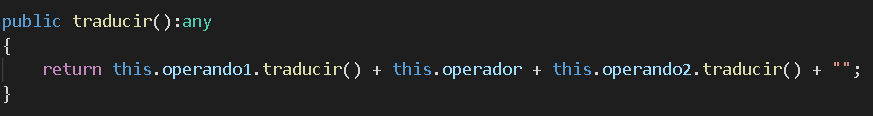 public traducir():any
{
    return this.operando1.traducir() + this.operador + this.operando2.traducir() + "";
}